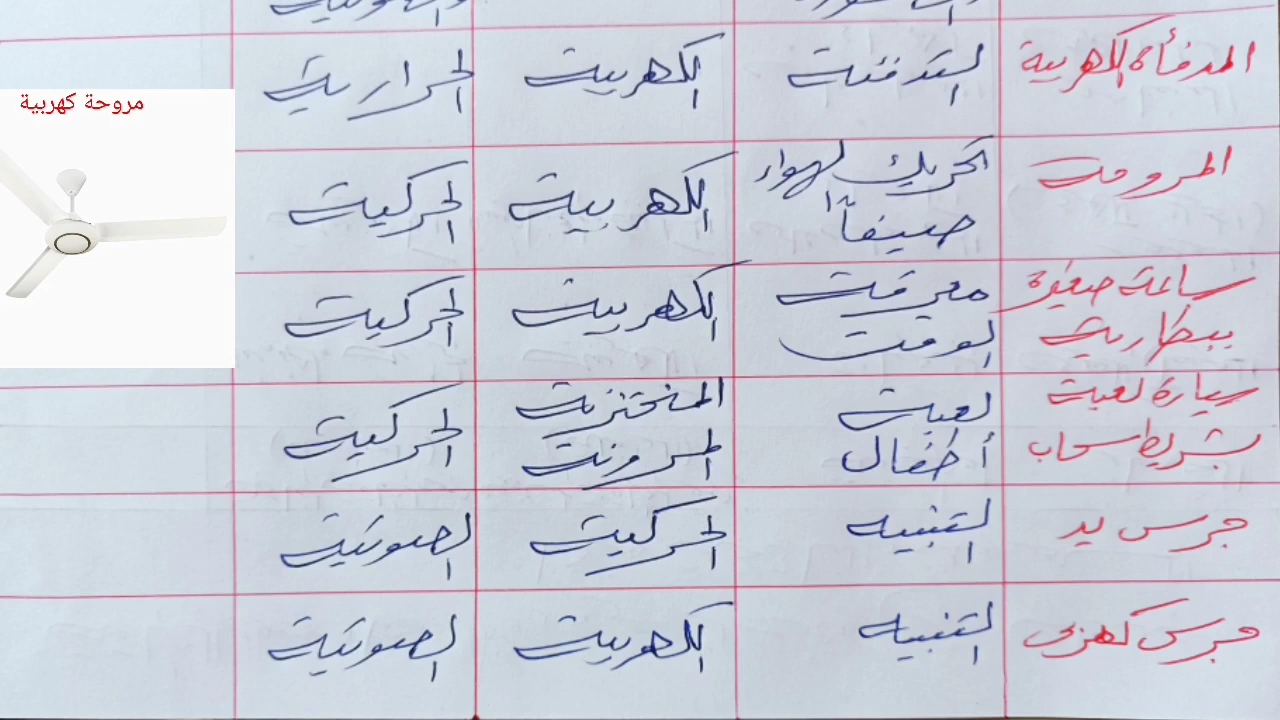 المدفأة الكهربية التدفئة الكهربية الحرارية
مروحة كهربية
المروحة تحريك الهواء الكهربية الحركية
صيفاً
ساعة صغيرة معرفة الكهربية الحركية
ببطارية الوقت
سيارة لعبة لعبة المختزنة الحركية
بشريط سحاب أطفال المرونة
جرس يد التنبيه الحركية الصوتية
جرس كهربى التنبيه الكهربية الصوتية